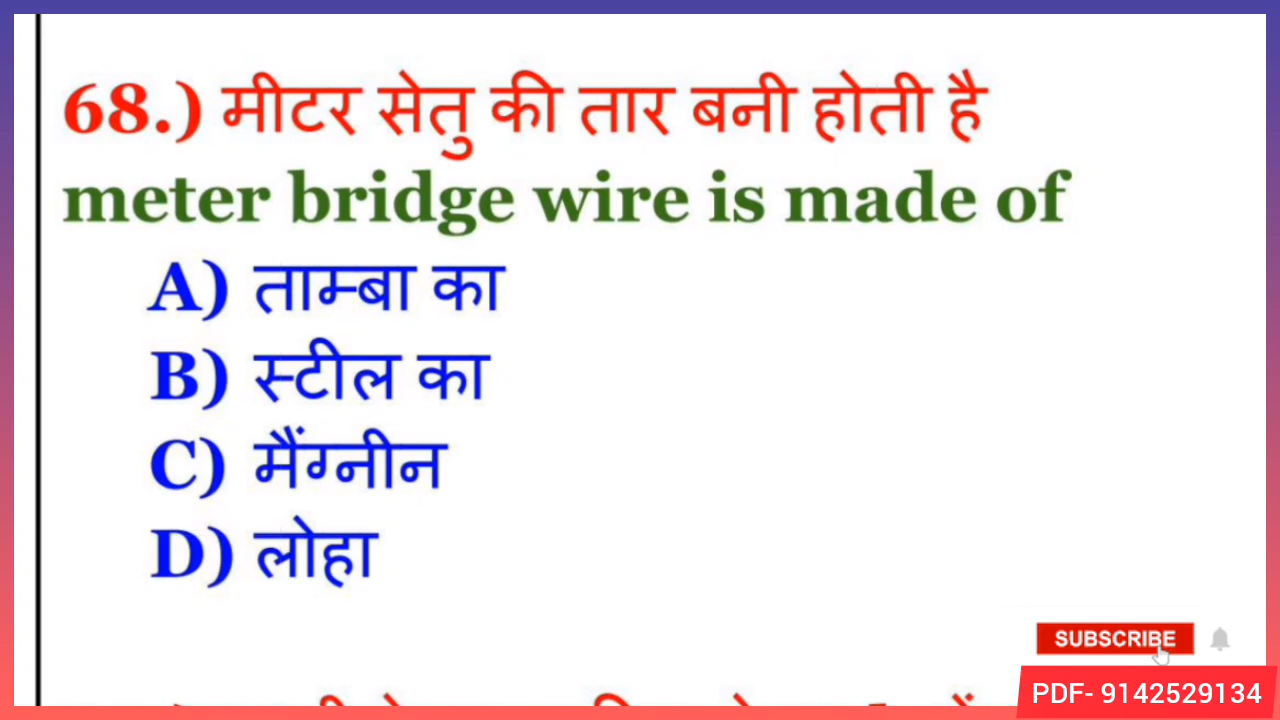 68.) मीटर सेतु की तार बनी होती है
meter bridge wire is made of
A) ताम्बा का
B) स्टील का
C) मैंग्नीन
D) लोहा
SUBSCRIBE
PDF- 9142529134